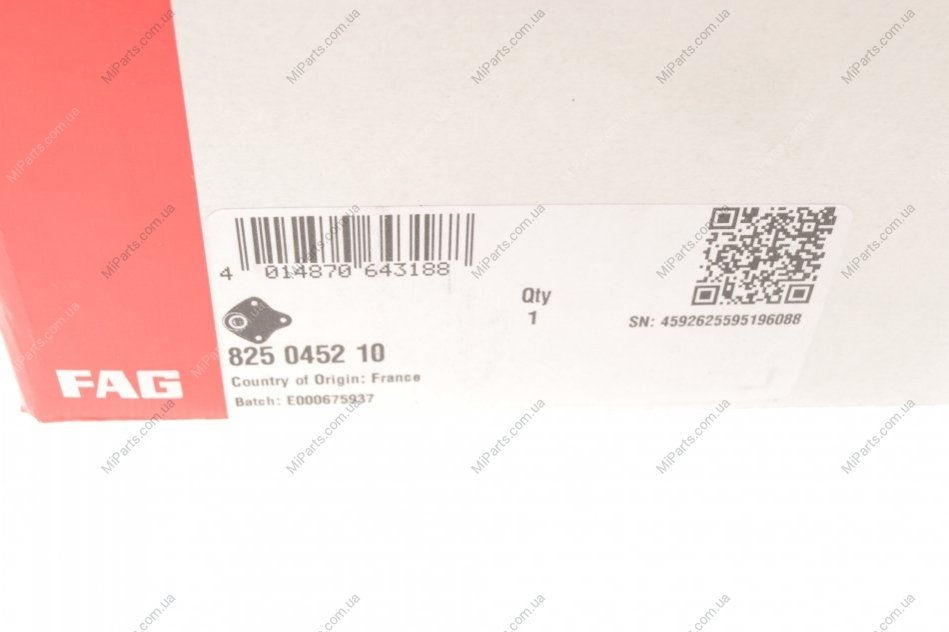 4 014870 643188
Qty
1
SN: 4592625595196088
825 0452 10
Country of Origin: France
Batch: E000675937
FAG
MiParts.com.ua